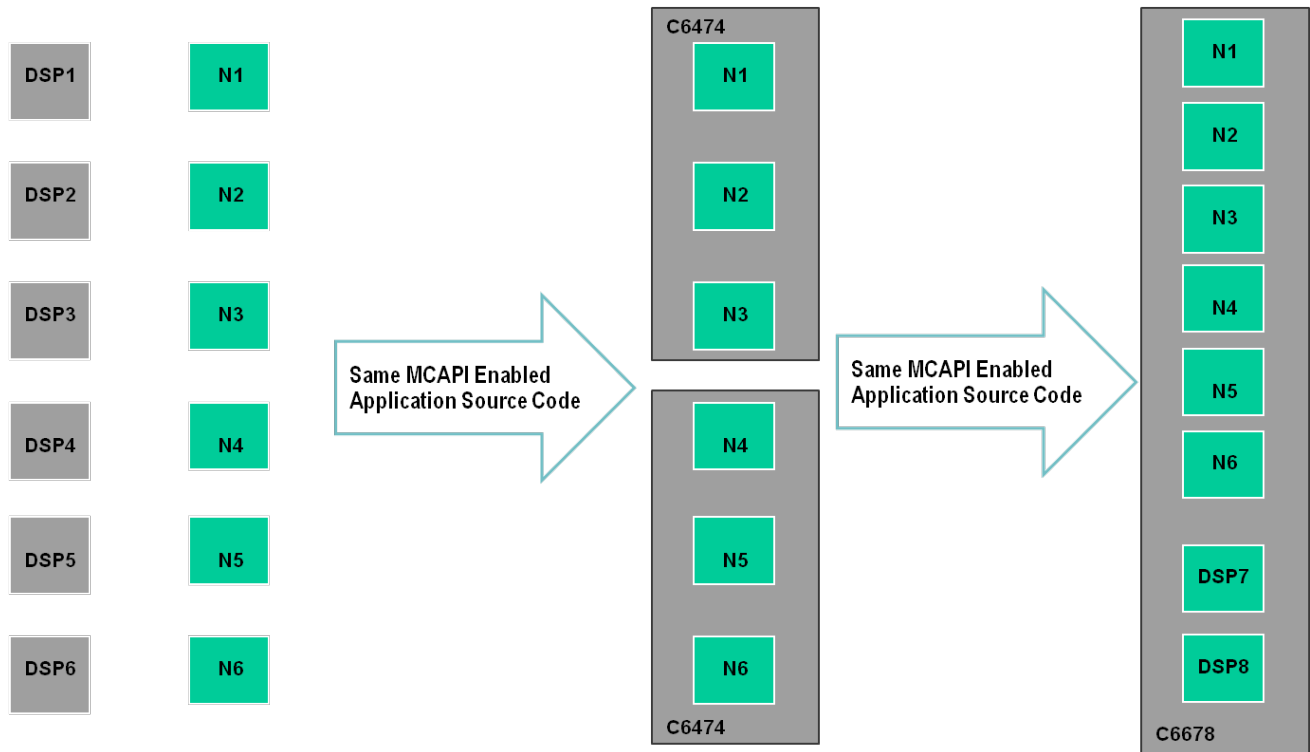 DSP1
DSP2
DSP3
DSP4
DSP5
DSP6
N1
N2
N3
N4
N5
N6
Same MCAPI Enabled
Application Source Code
C6474
N1
N2
N3
N4
N5
N6
C6474
Same MCAPI Enabled
Application Source Code
N1
N2
N3
N4
N5
N6
DSP7
DSP8
C6678